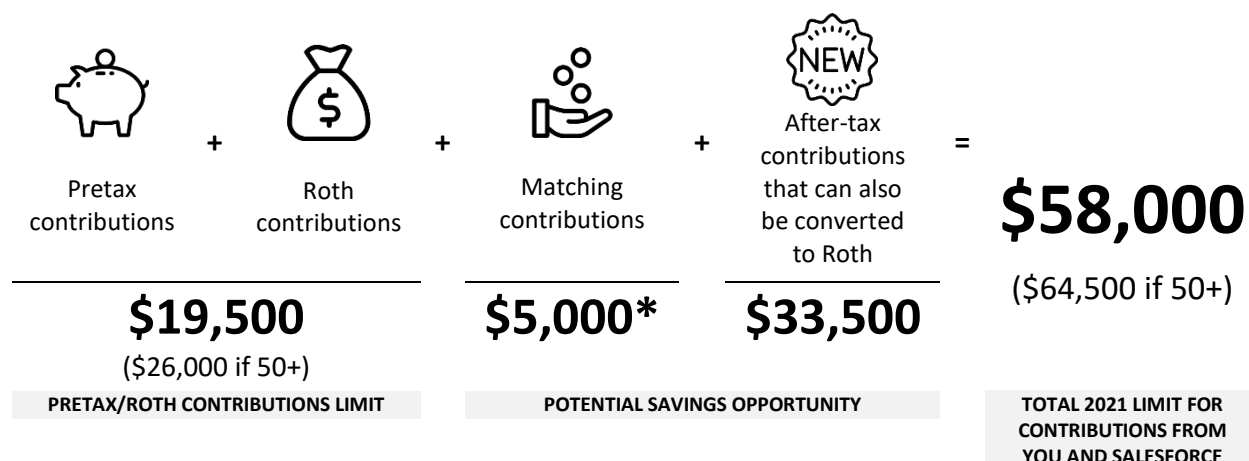 $
NEW
+
+
+
=
Pretax
contributions
Roth
contributions
Matching
contributions
After-tax
contributions
that can also
be converted
to Roth
$19,500
($26,000 if 50+)
$5,000*
$33,500
$58,000
($64,500 if 50+)
PRETAX/ROTH CONTRIBUTIONS LIMIT
POTENTIAL SAVINGS OPPORTUNITY
TOTAL 2021 LIMIT FOR
CONTRIBUTIONS FROM
YOU AND SALESFORCE